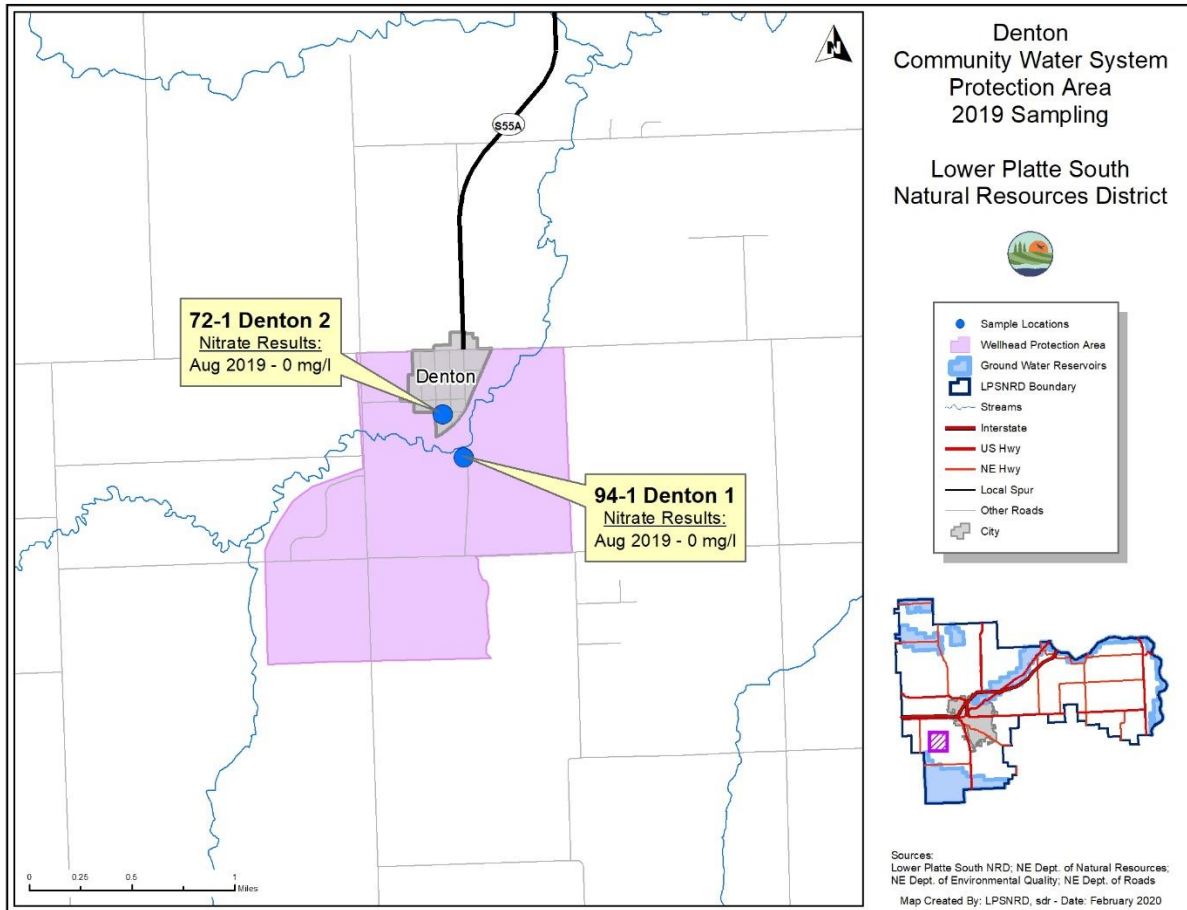 Denton
Community Water System
Protection Area
2019 Sampling
Lower Platte South
Natural Resources District
N
S55A
72-1 Denton 2
Nitrate Results:
Aug 2019 - 0 mg/l
Denton
94-1 Denton 1
Nitrate Results:
Aug 2019 - 0 mg/l
Sample Locations
Wellhead Protection Area
Ground Water Reservoirs
LPSNRD Boundary
Streams
Interstate
US Hwy
NE Hwy
Local Spur
Other Roads
City
0 0.25 0.5 1
Miles
Sources:
Lower Platte South NRD; NE Dept. of Natural Resources;
NE Dept. of Environmental Quality; NE Dept. of Roads
Map Created By: LPSNRD, sdr - Date: February 2020